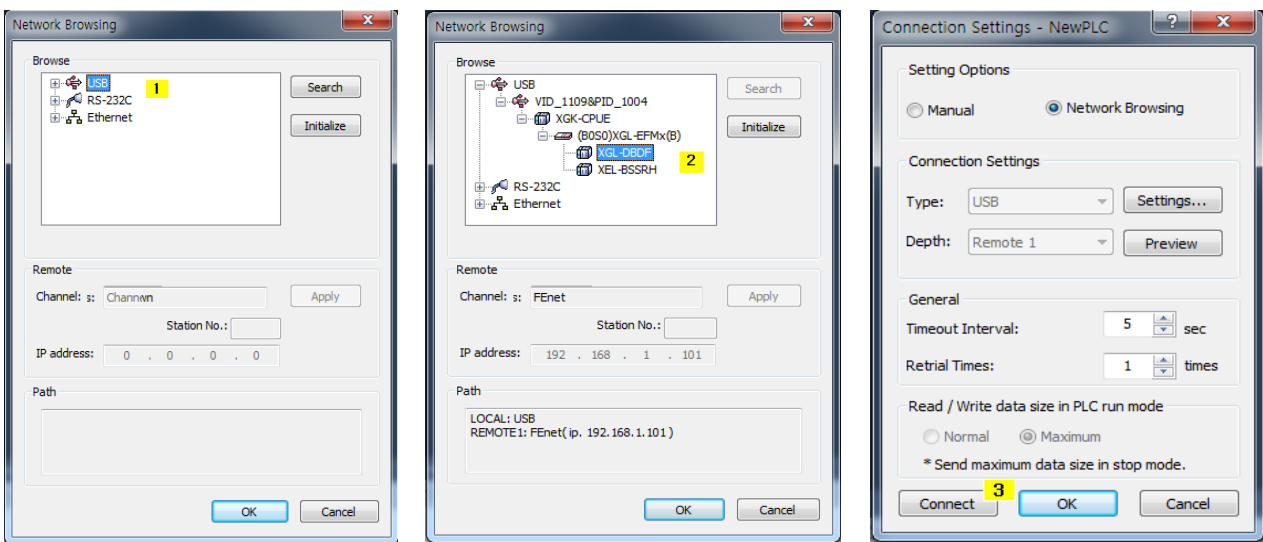 Network Browsing
Browse
USB
RS-232C
Ethernet
1
Search
Initialize
Remote
Channel: s: Channewn
Apply
Station No.:
IP address: 0 . 0 . 0 . 0
Path
OK Cancel
Network Browsing
Browse
USB
VID_1109&PID_1004
XGK-CPUE
(B0S0)XGL-EFMx(B)
XGL-DBDF
XEL-BSSRH
2
RS-232C
Ethernet
Search
Initialize
Remote
Channel: s: FEnet
Apply
Station No.:
IP address: 192 . 168 . 1 . 101
Path
LOCAL: USB
REMOTE1: FEnet(ip. 192.168.1.101)
OK Cancel
Connection Settings - NewPLC
Setting Options
Manual Network Browsing
Connection Settings
Type: USB Settings...
Depth: Remote 1 Preview
General
Timeout Interval: 5 sec
Retrial Times: 1 times
Read / Write data size in PLC run mode
Normal Maximum
* Send maximum data size in stop mode.
3
Connect OK Cancel